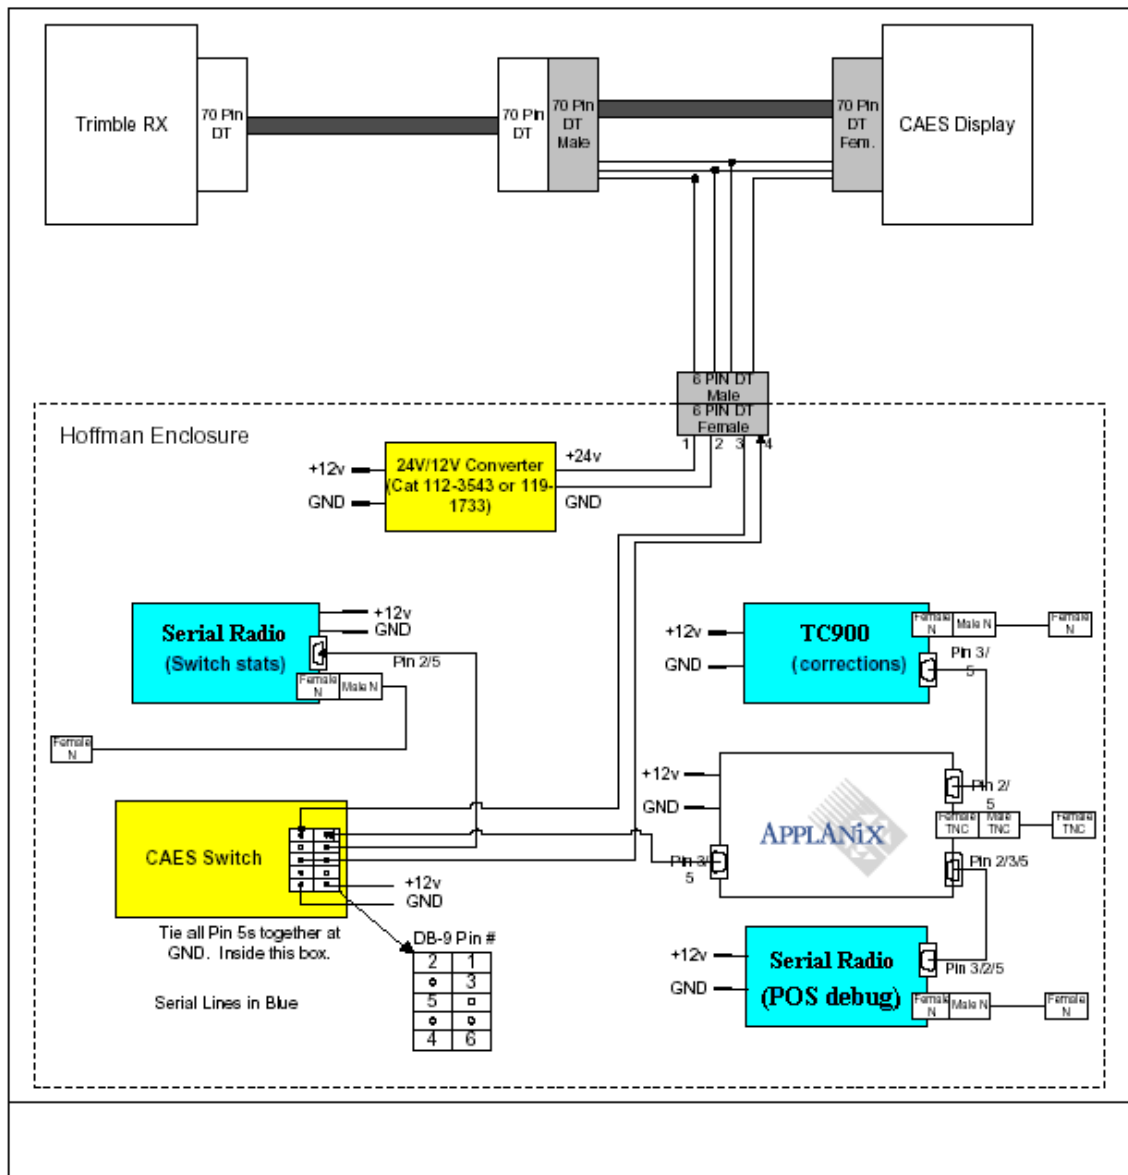 Trimble RX
70 Pin
DT
70 Pin
DT
70 Pin
DT
Male
70 Pin
DT
Fem.
CAES Display
6 PIN DT
Male
6 PIN DT
Female
1
2
3
4
Hoffman Enclosure
+12v
GND
24V/12V Converter
(Cat 112-3543 or 119-
1733)
+24v
GND
Serial Radio
(Switch stats)
+12v
GND
Pin 2/5
Female
N
Male N
Female
N
+12v
GND
TC900
(corrections)
Female
N
Male N
Female
N
Pin 3/
5
+12v
GND
APPLANIX
Pin 2/
5
Female
TNC
Male
TNC
Female
TNC
Pin 3/
5
Pin 2/3/5
CAES Switch
+12v
GND
Tie all Pin 5s together at
GND. Inside this box.
Serial Lines in Blue
DB-9 Pin #
2 1
3
5
4 6
+12v
GND
Serial Radio
(POS debug)
Pin 3/2/5
Female
N
Male N
Female
N